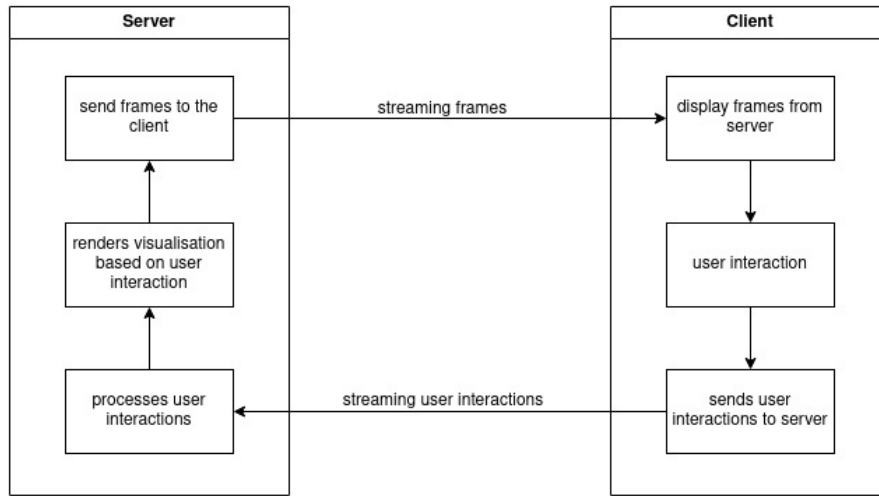 Server
Client
send frames to the
client
streaming frames
display frames from
server
renders visualisation
based on user
interaction
user interaction
processes user
interactions
streaming user interactions
sends user
interactions to server